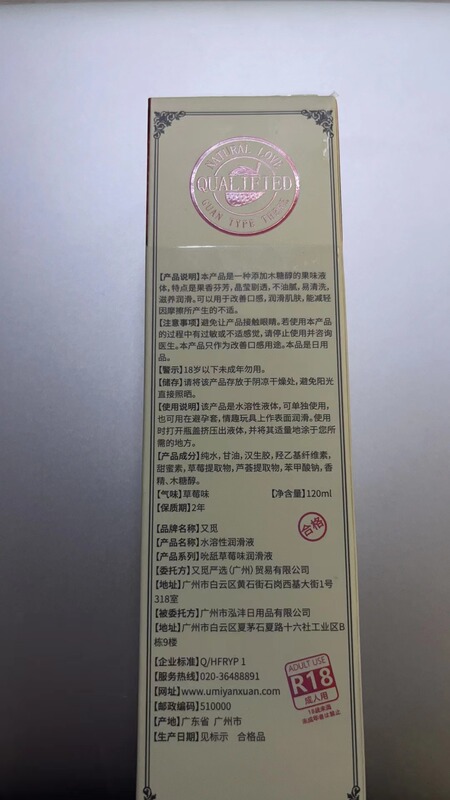 NATURAL LOVE
QUALIFIED
GUAN TYPE THREE
【产品说明】本产品是一种添加木糖醇的果味液
体，特点是果香芬芳，晶莹剔透，不油腻，易清洗，
滋养润滑。可以用于改善口感，润滑肌肤，能减轻
因摩擦所产生的不适。
【注意事项】避免让产品接触眼睛。若使用本产品
的过程中有过敏或不适感觉，请停止使用并咨询
医生。本产品只作为改善口感用途。本品是日用
品。
【警示】18岁以下未成年勿用。
【储存】请将该产品存放于阴凉干燥处，避免阳光
直接照晒。
【使用说明】该产品是水溶性液体，可单独使用，
也可用在避孕套，情趣玩具上作表面润滑。使用
时打开瓶盖挤压出液体，并将其适量地涂于您所
需的地方。
【产品成分】纯水，甘油，汉生胶，羟乙基纤维素，
甜蜜素，草莓提取物，芦荟提取物，苯甲酸钠，香
精、木糖醇。
【气味】草莓味 【净含量】120ml
【保质期】2年
【品牌名称】又觅
合格
【产品名称】水溶性润滑液
【产品系列】吮舐草莓味润滑液
【委托方】又觅严选（广州）贸易有限公司
【地址】广州市白云区黄石街石岗西基大街1号
318室
【被委托方】广州市泓沣日用品有限公司
【地址】广州市白云区夏茅石夏路十六社工业区B
栋9楼
【企业标准】Q/HFRYP 1
【服务热线】020-36488891
【网址】www.umiyanxuan.com
【邮政编码】510000
【产地】广东省 广州市
【生产日期】见标示 合格品
ADULT USE
R18
成人用
18歳未満